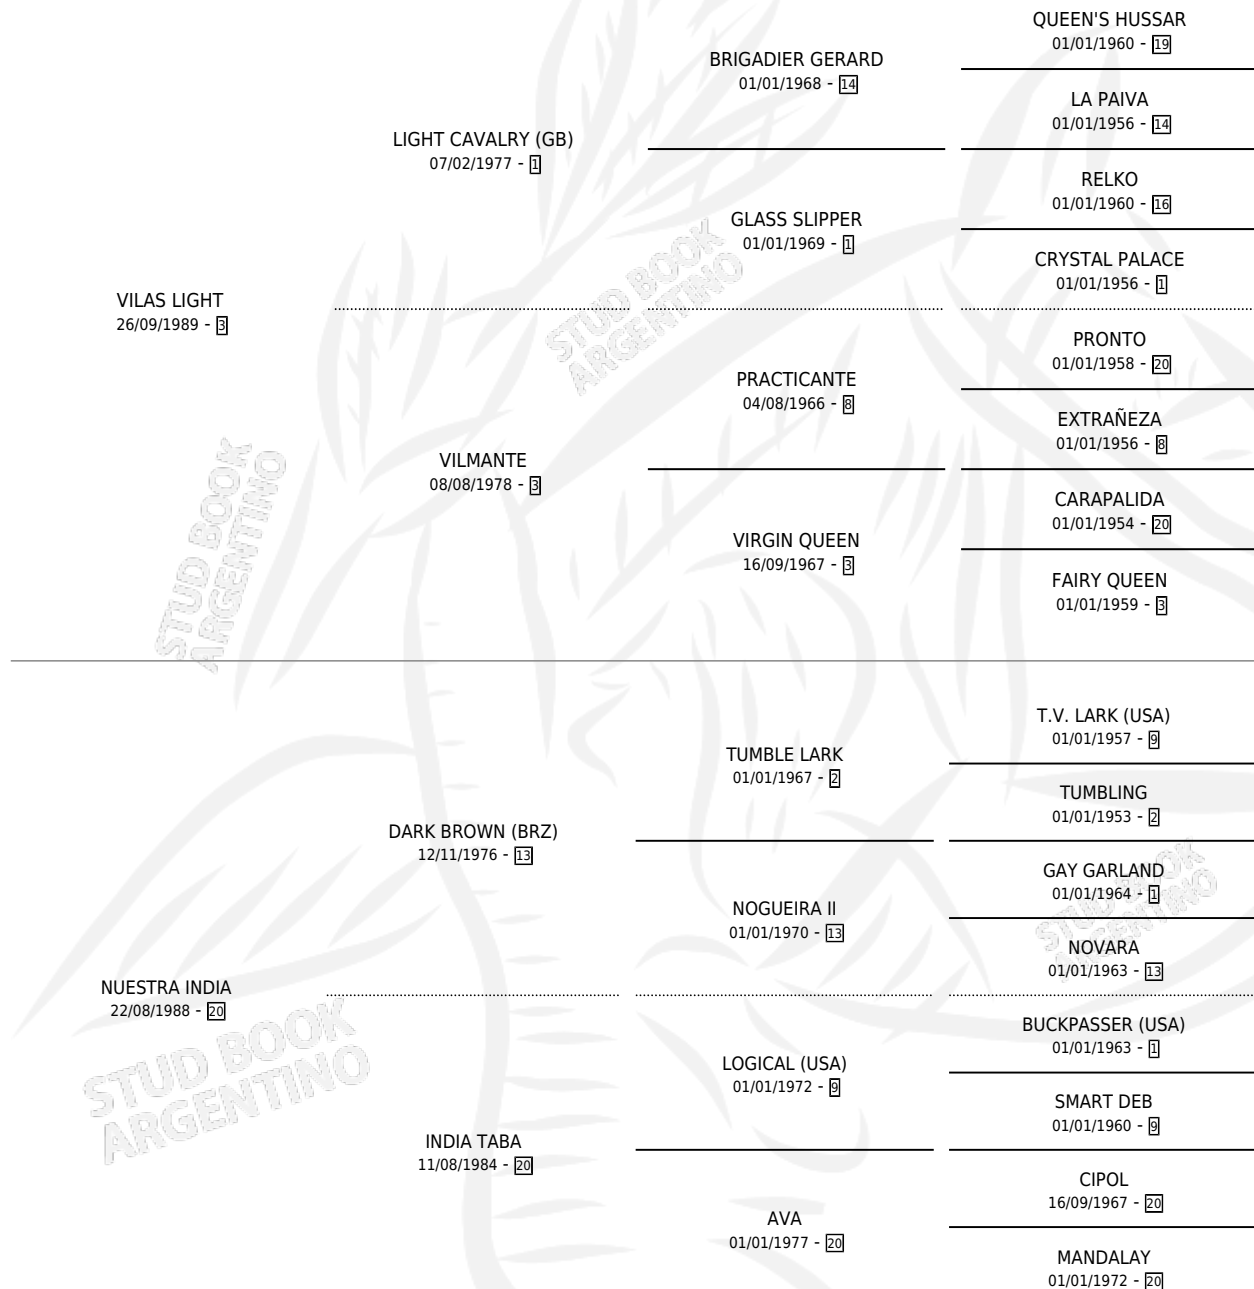 QUEEN'S HUSSAR
01/01/1960 - 19
BRIGADIER GERARD
01/01/1968 - 14
LA PAIVA
01/01/1956 - 14
LIGHT CAVALRY (GB)
07/02/1977 - 1
RELKO
01/01/1960 - 16
GLASS SLIPPER
01/01/1969 - 1
CRYSTAL PALACE
01/01/1956 - 1
VILAS LIGHT
26/09/1989 - 3
PRONTO
01/01/1958 - 20
PRACTICANTE
04/08/1966 - 8
EXTRAÑEZA
01/01/1956 - 8
VILMANTE
08/08/1978 - 3
CARAPALIDA
01/01/1954 - 20
VIRGIN QUEEN
16/09/1967 - 3
FAIRY QUEEN
01/01/1959 - 3
STUD BOOK
ARGENTINO
STUD BOOK
ARGENTINO
T.V. LARK (USA)
01/01/1957 - 9
TUMBLE LARK
01/01/1967 - 2
TUMBLING
01/01/1953 - 2
DARK BROWN (BRZ)
12/11/1976 - 13
GAY GARLAND
01/01/1964 - 1
NOGUEIRA II
01/01/1970 - 13
NOVARA
01/01/1963 - 13
NUESTRA INDIA
22/08/1988 - 20
BUCKPASSER (USA)
01/01/1963 - 1
LOGICAL (USA)
01/01/1972 - 9
SMART DEB
01/01/1960 - 9
INDIA TABA
11/08/1984 - 20
CIPOL
16/09/1967 - 20
AVA
01/01/1977 - 20
MANDALAY
01/01/1972 - 20
STUD BOOK
ARGENTINO
STUD BOOK
ARGENTINO